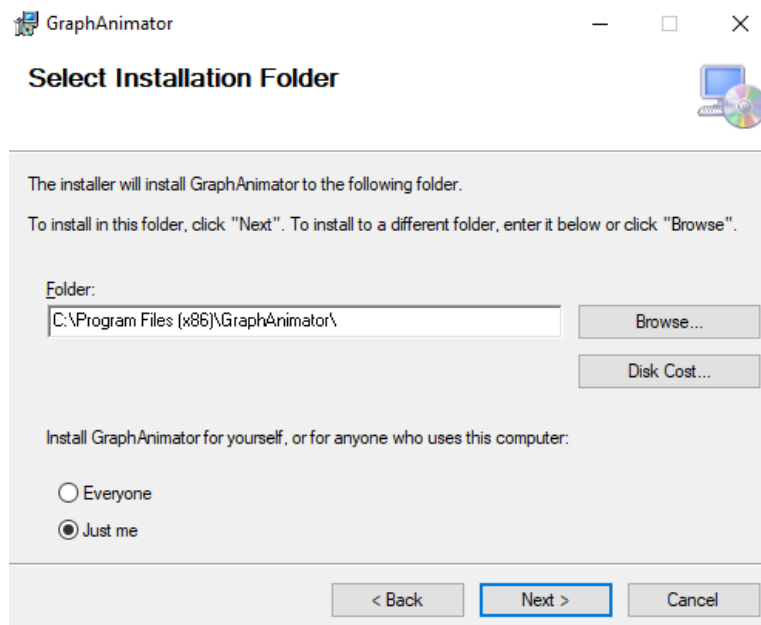 GraphAnimator
Select Installation Folder
The installer will install GraphAnimator to the following folder.
To install in this folder, click "Next". To install to a different folder, enter it below or click "Browse".
Folder:
C:\Program Files (x86)\GraphAnimator\
Browse...
Disk Cost...
Install GraphAnimator for yourself, or for anyone who uses this computer:
Everyone
Just me
< Back
Next >
Cancel